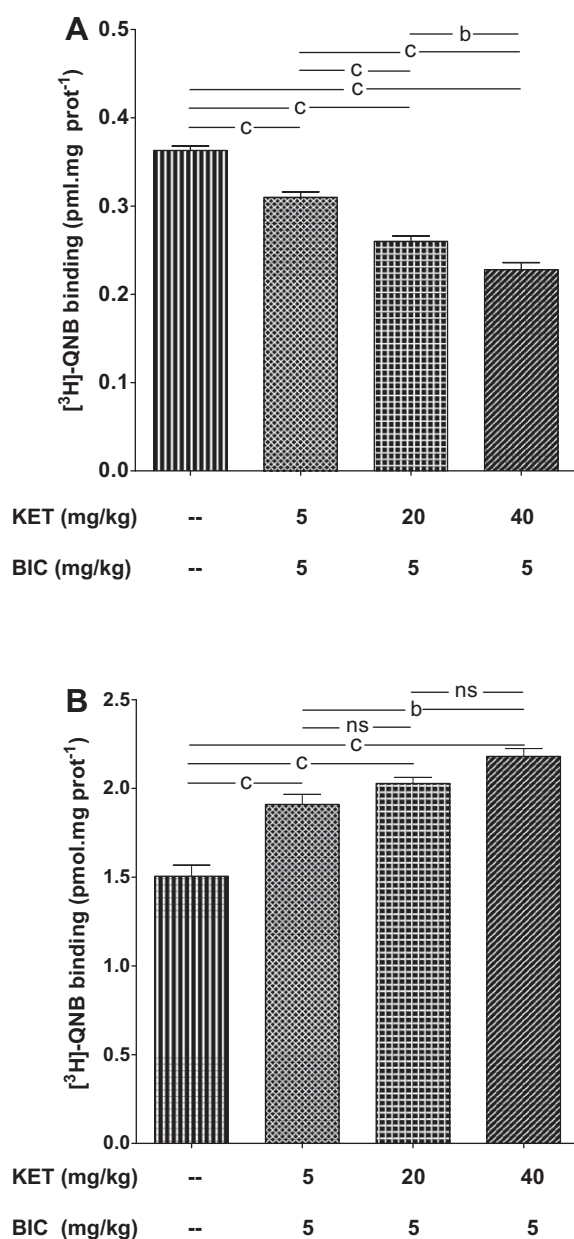 A
[³H]-QNB binding (pml.mg prot⁻¹)
0.5
0.4
0.3
0.2
0.1
0.0
b
c
c
c
c
c
KET (mg/kg) -- 5 20 40
BIC (mg/kg) -- 5 5 5
B
[³H]-QNB binding (pmol.mg prot⁻¹)
2.5
2.0
1.5
1.0
0.5
0.0
ns
b
ns
c
c
c
KET (mg/kg) -- 5 20 40
BIC (mg/kg) -- 5 5 5